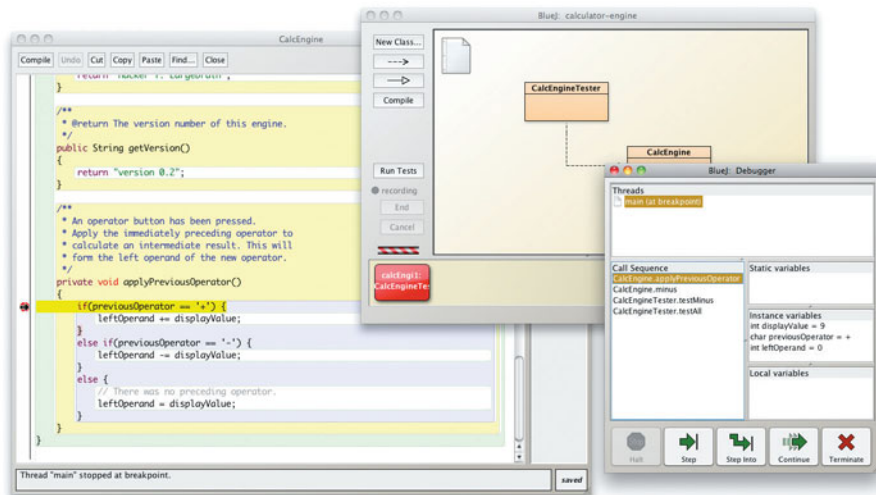 CalcEngine
Compile Undo Cut Copy Paste Find... Close
return "Hacker T. Largebrain";
}
/**
* @return The version number of this engine.
*/
public String getVersion()
{
return "version 0.2";
}
/**
* An operator button has been pressed.
* Apply the immediately preceding operator to
* calculate an intermediate result. This will
* form the left operand of the new operator.
*/
private void applyPreviousOperator()
{
if(previousOperator == '+') {
leftOperand += displayValue;
}
else if(previousOperator == '-') {
leftOperand -= displayValue;
}
else {
// There was no preceding operator.
leftOperand = displayValue;
}
}
}
Thread "main" stopped at breakpoint.
saved
BlueJ: calculator-engine
New Class...
Compile
Run Tests
recording
End
Cancel
CalcEngineTester
CalcEngine
calcEngi1:
CalcEngineTes
BlueJ: Debugger
Threads
main (at breakpoint)
Call Sequence
CalcEngine.applyPreviousOperator
CalcEngine.minus
CalcEngineTester.testMinus
CalcEngineTester.testAll
Static variables
Instance variables
int displayValue = 9
char previousOperator = +
int leftOperand = 0
Local variables
Halt Step Step Into Continue Terminate